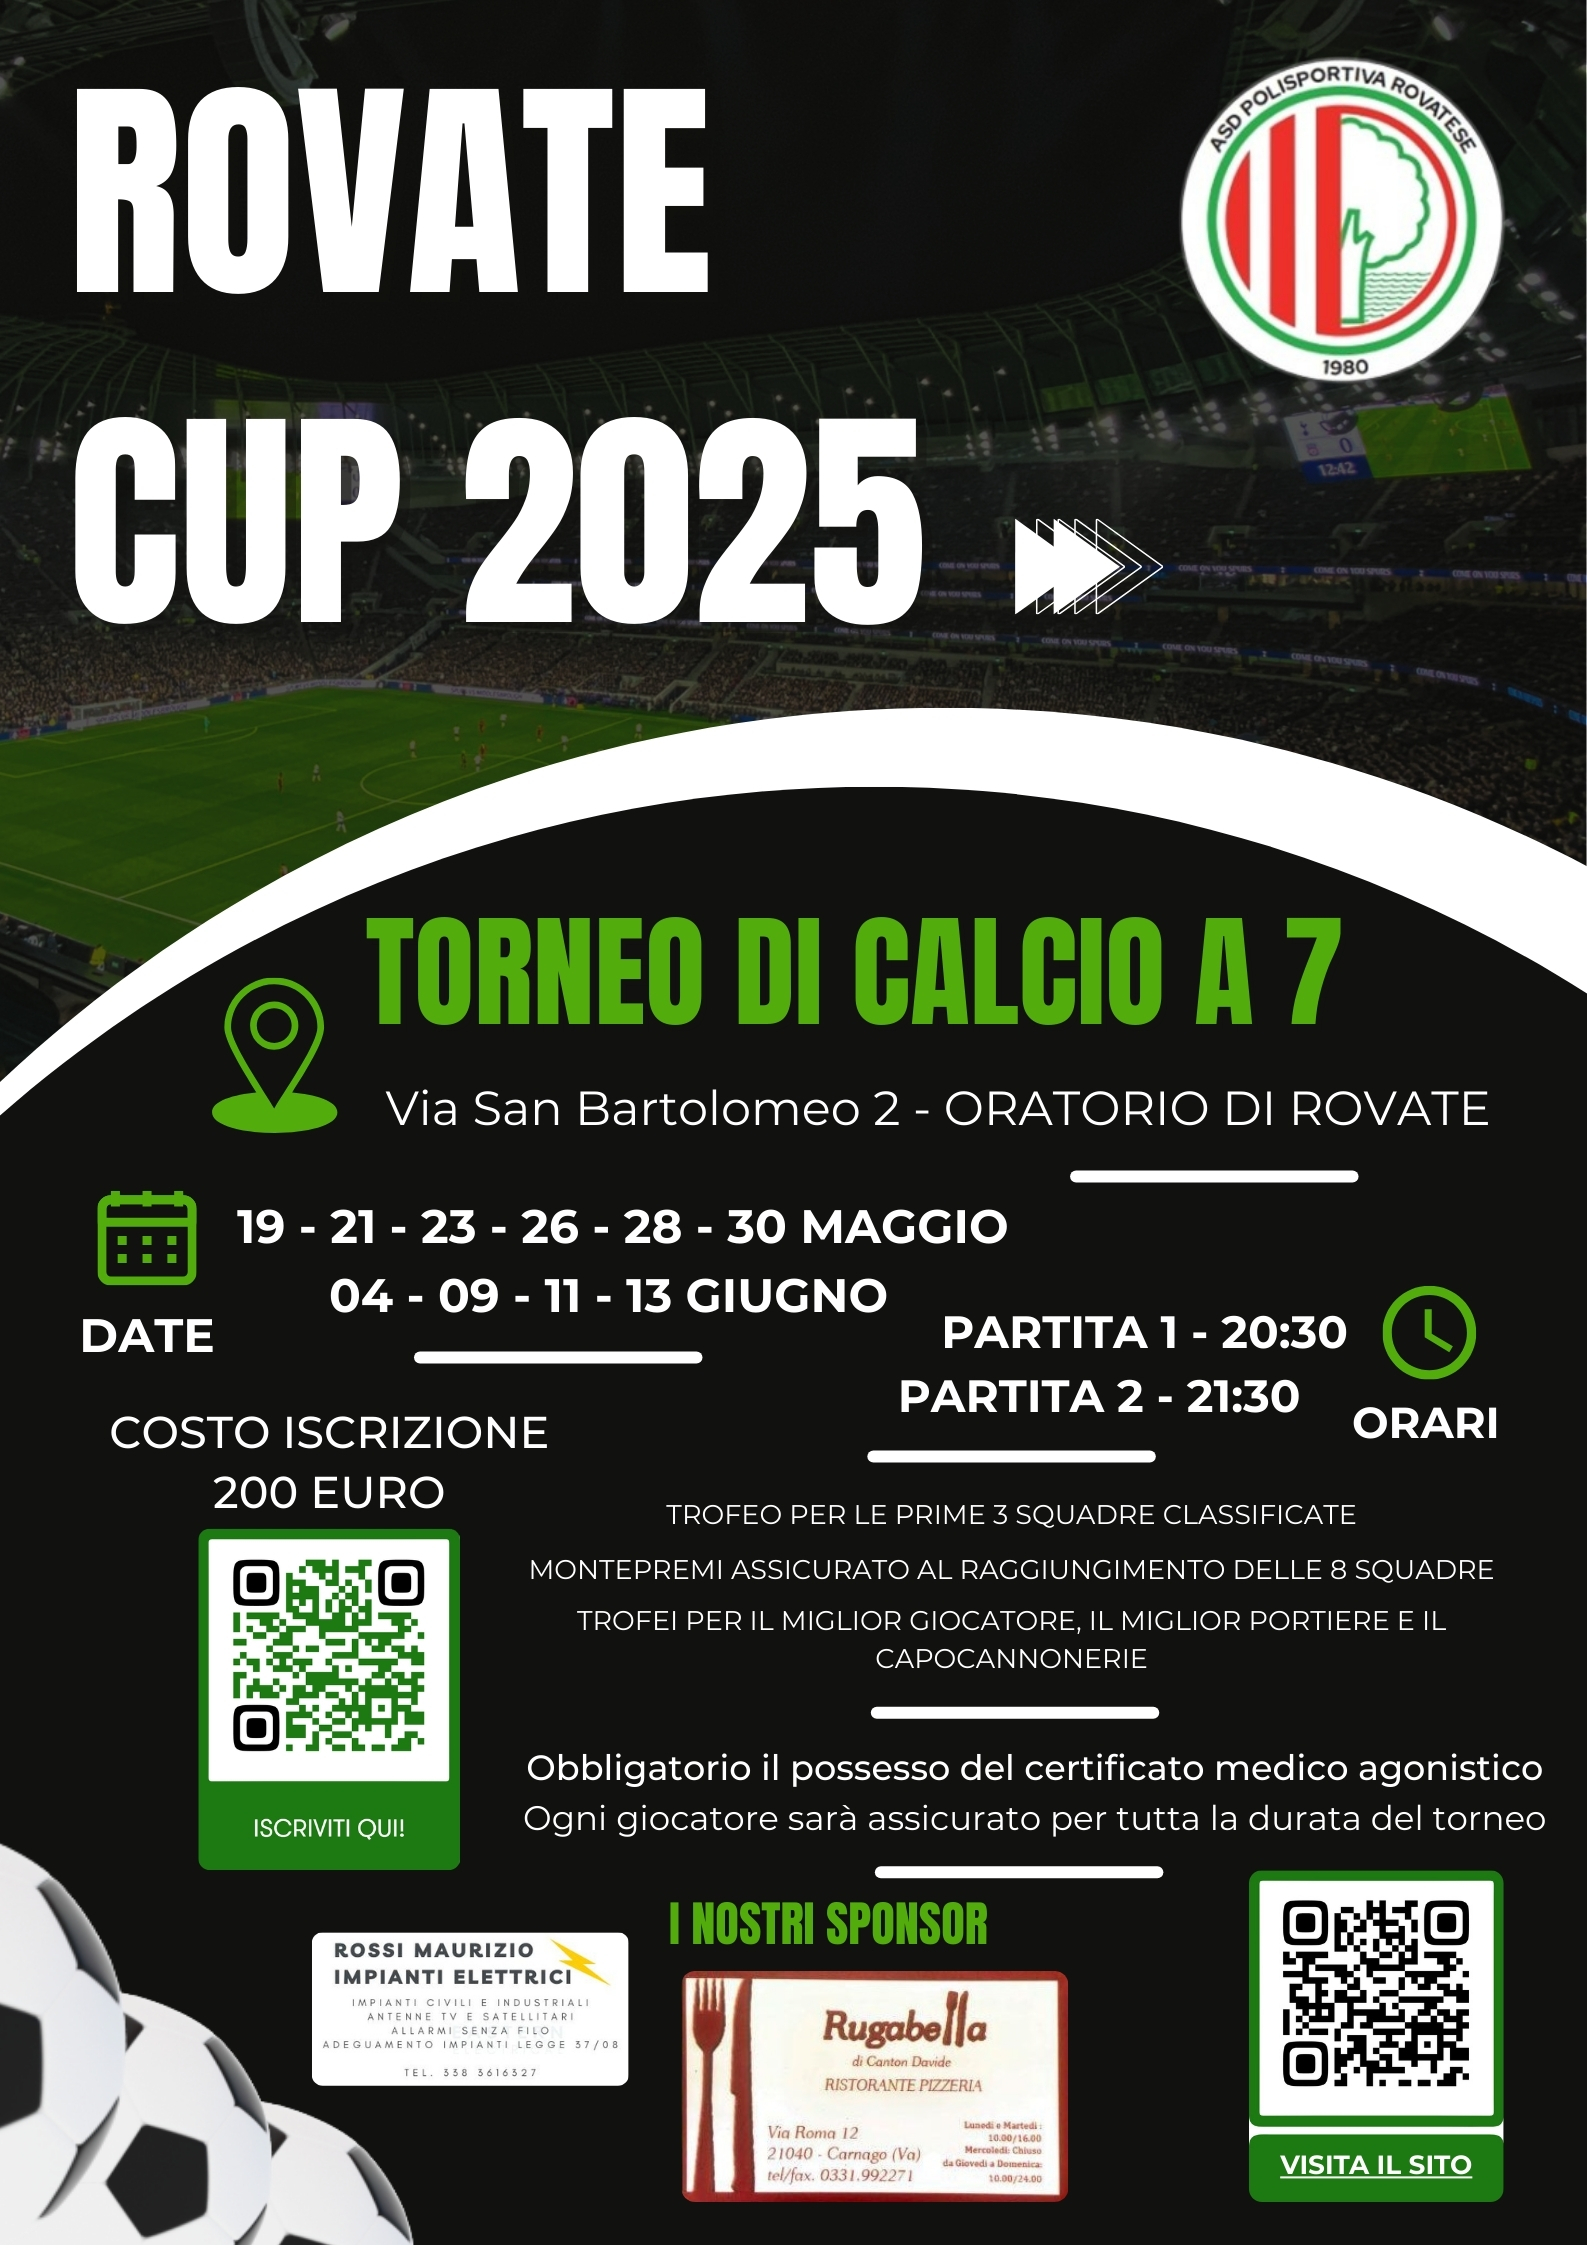 ROVATE
ASD POLISPORTIVA ROVATESE
1980
CUP 2025
0
12:42
COME ON YOU SPURS
TORNEO DI CALCIO A 7
Via San Bartolomeo 2 - ORATORIO DI ROVATE
19 - 21 - 23 - 26 - 28 - 30 MAGGIO
04 - 09 - 11 - 13 GIUGNO
DATE
PARTITA 1 - 20:30
PARTITA 2 - 21:30
ORARI
COSTO ISCRIZIONE
200 EURO
TROFEO PER LE PRIME 3 SQUADRE CLASSIFICATE
MONTEPREMI ASSICURATO AL RAGGIUNGIMENTO DELLE 8 SQUADRE
TROFEI PER IL MIGLIOR GIOCATORE, IL MIGLIOR PORTIERE E IL
CAPOCANNONERIE
ISCRIVITI QUI!
Obbligatorio il possesso del certificato medico agonistico
Ogni giocatore sarà assicurato per tutta la durata del torneo
I NOSTRI SPONSOR
ROSSI MAURIZIO
IMPIANTI ELETTRICI
IMPIANTI CIVILI E INDUSTRIALI
ANTENNE TV E SATELLITARI
ALLARMI SENZA FILO
ADEGUAMENTO IMPIANTI LEGGE 37/08
TEL. 338 3616327
Rugabella
di Canton Davide
RISTORANTE PIZZERIA
Via Roma 12
21040 - Carnago (Va)
tel/fax. 0331.992271
Lunedì e Martedì :
10.00/16.00
Mercoledì: Chiuso
da Giovedì a Domenica:
10.00/24.00
VISITA IL SITO